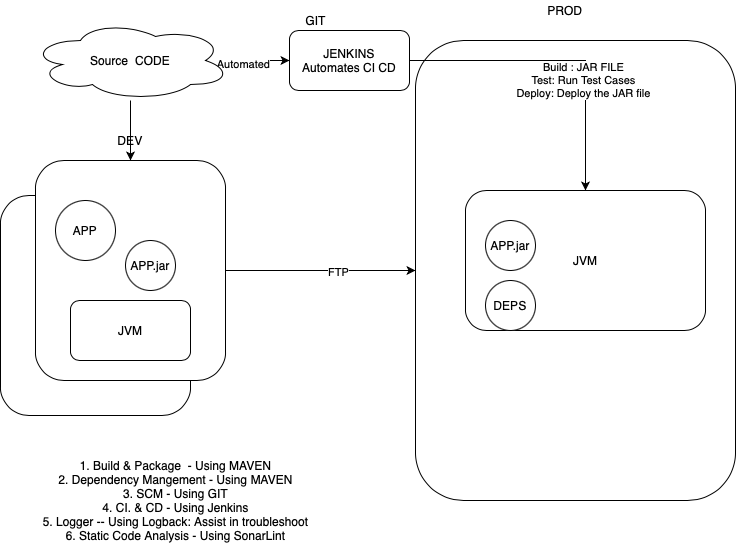 GIT
PROD
Source  CODE
Automated
JENKINS
Automates CI CD
Build : JAR FILE
Test: Run Test Cases
Deploy: Deploy the JAR file
DEV
APP
APP.jar
JVM
FTP
APP.jar
JVM
DEPS
1. Build & Package  - Using MAVEN
2. Dependency Mangement - Using MAVEN
3. SCM - Using GIT
4. CI. & CD - Using Jenkins
5. Logger -- Using Logback: Assist in troubleshoot
6. Static Code Analysis - Using SonarLint